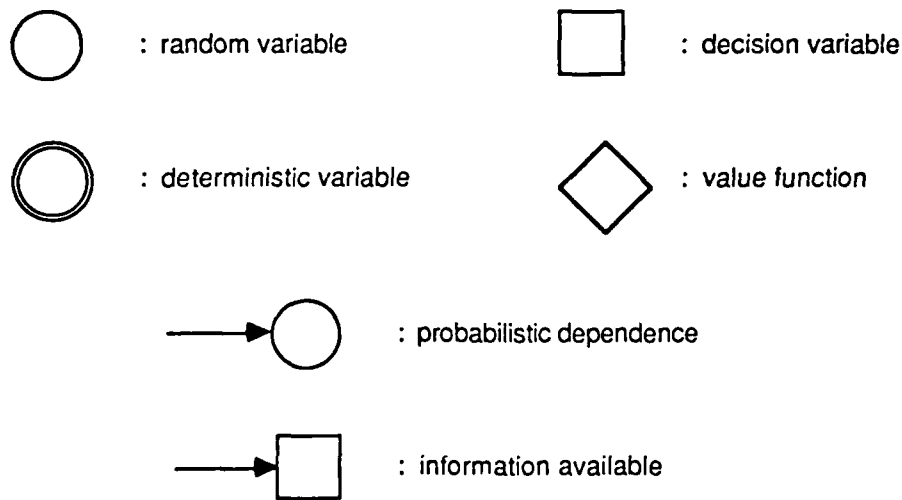 : random variable
: decision variable
: deterministic variable
: value function
: probabilistic dependence
: information available